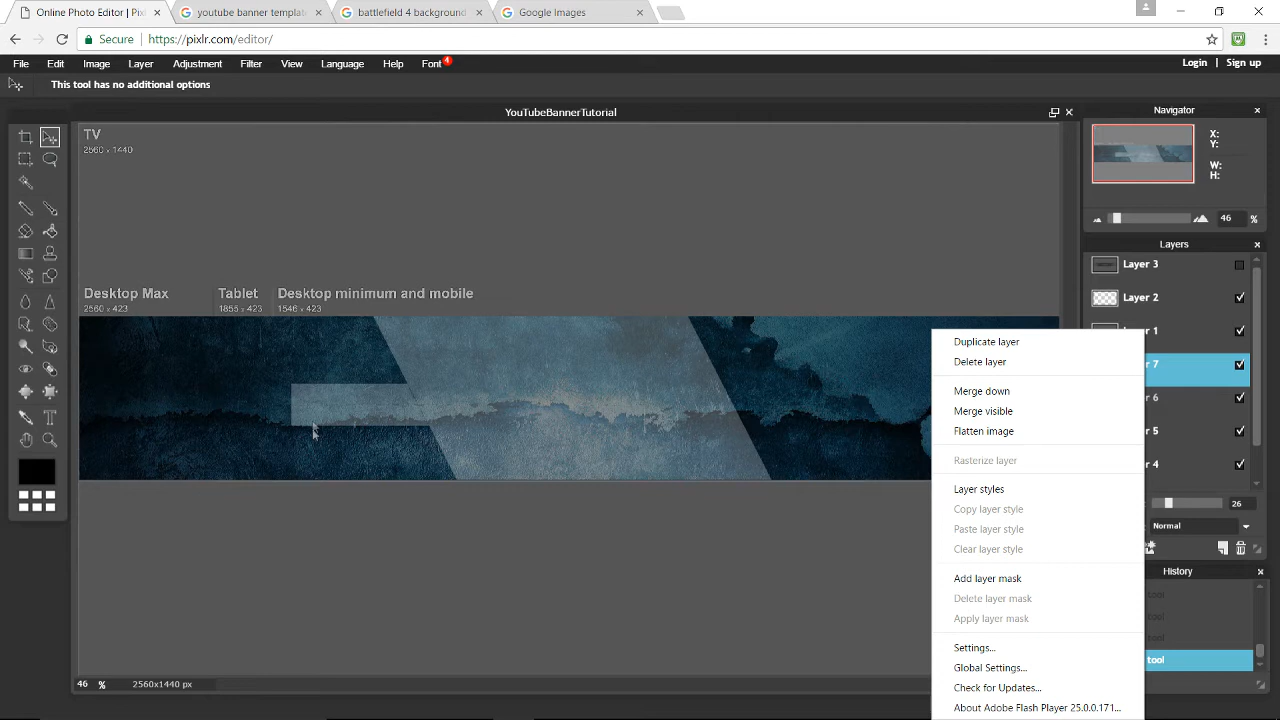 Online Photo Editor | Pixl
youtube banner template
battlefield 4 background
Google Images
Secure
https://pixlr.com/editor/
File Edit Image Layer Adjustment Filter View Language Help Font 4
Login | Sign up
This tool has no additional options
YouTubeBannerTutorial
Navigator
TV
2560 x 1440
X:
Y:
W:
H:
46 %
Layers
Layer 3
Layer 2
r 1
r 7
r 6
r 5
r 4
Desktop Max
2560 x 423
Tablet
1855 x 423
Desktop minimum and mobile
1546 x 423
Duplicate layer
Delete layer
Merge down
Merge visible
Flatten image
Rasterize layer
Layer styles
Copy layer style
Paste layer style
Clear layer style
Add layer mask
Delete layer mask
Apply layer mask
Settings...
Global Settings...
Check for Updates...
About Adobe Flash Player 25.0.0.171...
26
Normal
History
tool
tool
tool
tool
46 %
2560x1440 px